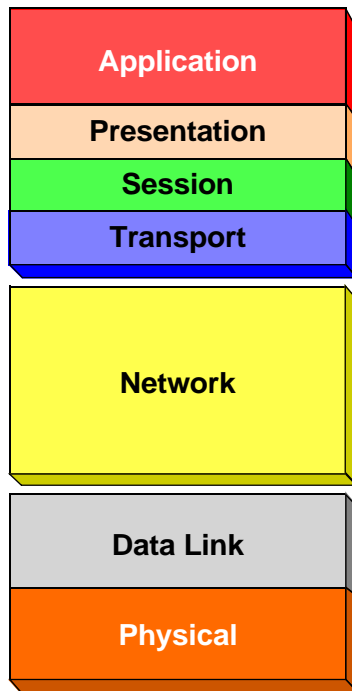 Application
Presentation
Session
Transport
Network
Data Link
Physical